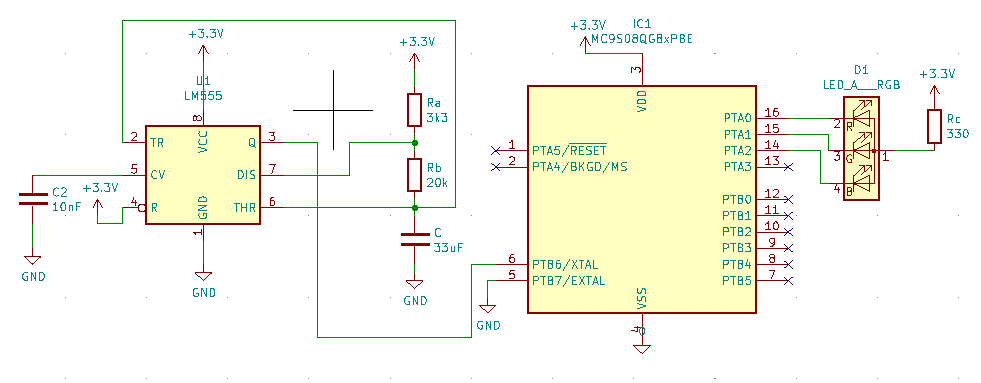 +3.3V
U1
LM555
8
VCC
2
TR
Q
3
5
CV
DIS
7
4
R
THR
6
GND
1
GND
C2
10nF
+3.3V
GND
+3.3V
Ra
3k3
Rb
20k
C
33uF
GND
+3.3V
IC1
MC9S08QG8xPBE
3
VDD
1
PTA5/RESET
2
PTA4/BKGD/MS
6
PTB6/XTAL
5
PTB7/EXTAL
GND
PTA0
16
PTA1
15
PTA2
14
PTA3
13
PTB0
12
PTB1
11
PTB2
10
PTB3
9
PTB4
8
PTB5
7
VSS
4
D1
LED_A___RGB
2
R
3
G
4
B
1
+3.3V
Rc
330